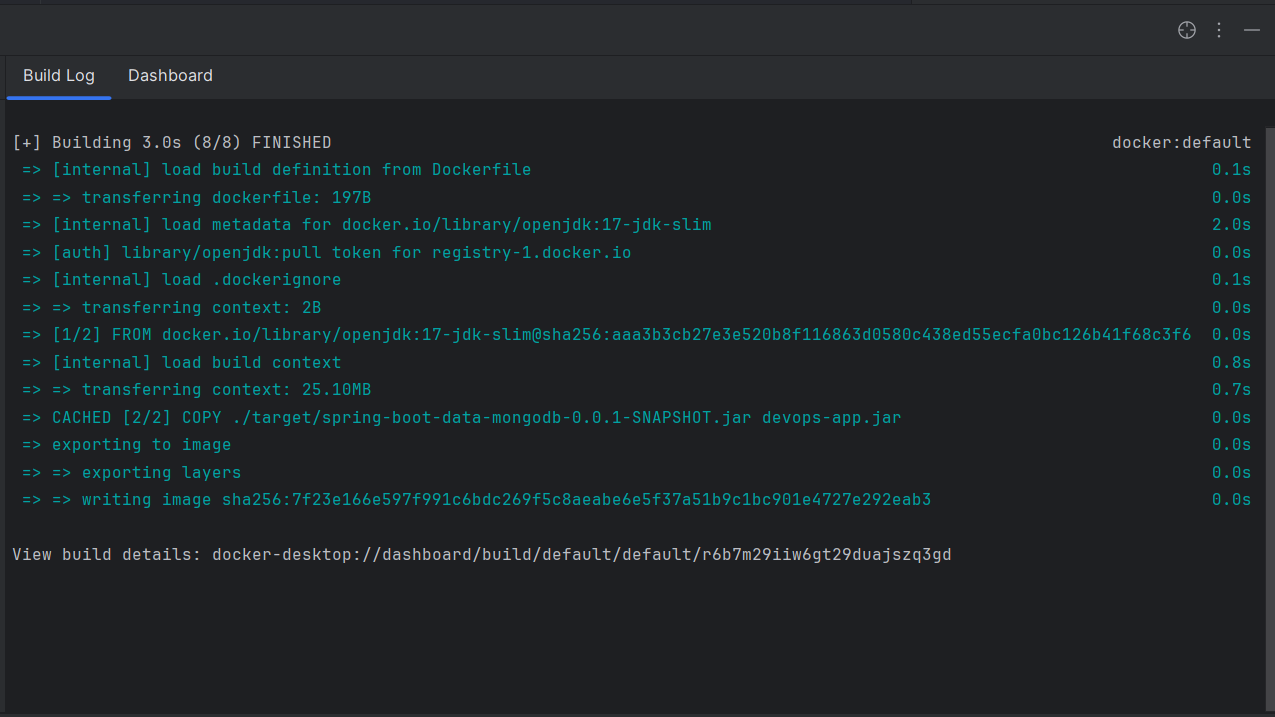 Build Log Dashboard
[+] Building 3.0s (8/8) FINISHED docker:default
=> [internal] load build definition from Dockerfile 0.1s
=> => transferring dockerfile: 197B 0.0s
=> [internal] load metadata for docker.io/library/openjdk:17-jdk-slim 2.0s
=> [auth] library/openjdk:pull token for registry-1.docker.io 0.0s
=> [internal] load .dockerignore 0.1s
=> => transferring context: 2B 0.0s
=> [1/2] FROM docker.io/library/openjdk:17-jdk-slim@sha256:aaa3b3cb27e3e520b8f116863d0580c438ed55ecfa0bc126b41f68c3f6 0.0s
=> [internal] load build context 0.8s
=> => transferring context: 25.10MB 0.7s
=> CACHED [2/2] COPY ./target/spring-boot-data-mongodb-0.0.1-SNAPSHOT.jar devops-app.jar 0.0s
=> exporting to image 0.0s
=> => exporting layers 0.0s
=> => writing image sha256:7f23e166e597f991c6bdc269f5c8aeabe6e5f37a51b9c1bc901e4727e292eab3 0.0s
View build details: docker-desktop://dashboard/build/default/default/r6b7m29iiw6gt29duajszq3gd